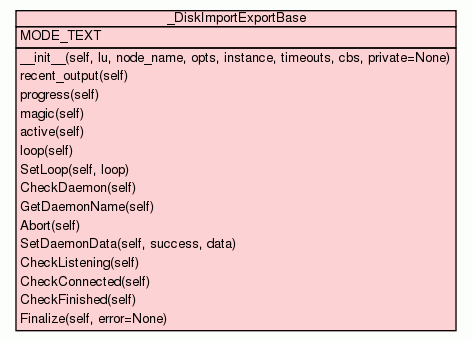 _DiskImportExportBase
MODE_TEXT
__init__(self, lu, node_name, opts, instance, timeouts, cbs, private=None)
recent_output(self)
progress(self)
magic(self)
active(self)
loop(self)
SetLoop(self, loop)
CheckDaemon(self)
GetDaemonName(self)
Abort(self)
SetDaemonData(self, success, data)
CheckListening(self)
CheckConnected(self)
CheckFinished(self)
Finalize(self, error=None)